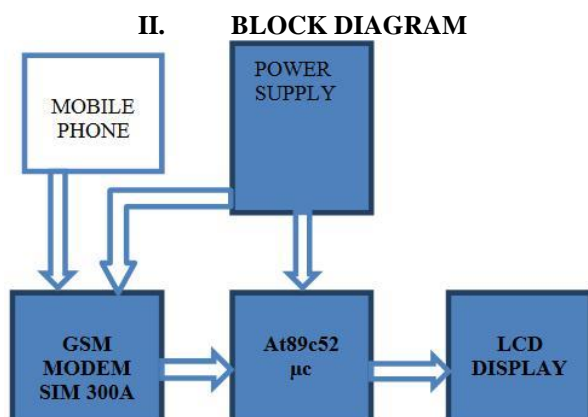 II. BLOCK DIAGRAM
POWER
SUPPLY
MOBILE
PHONE
GSM
MODEM
SIM 300A
At89c52
µc
LCD
DISPLAY